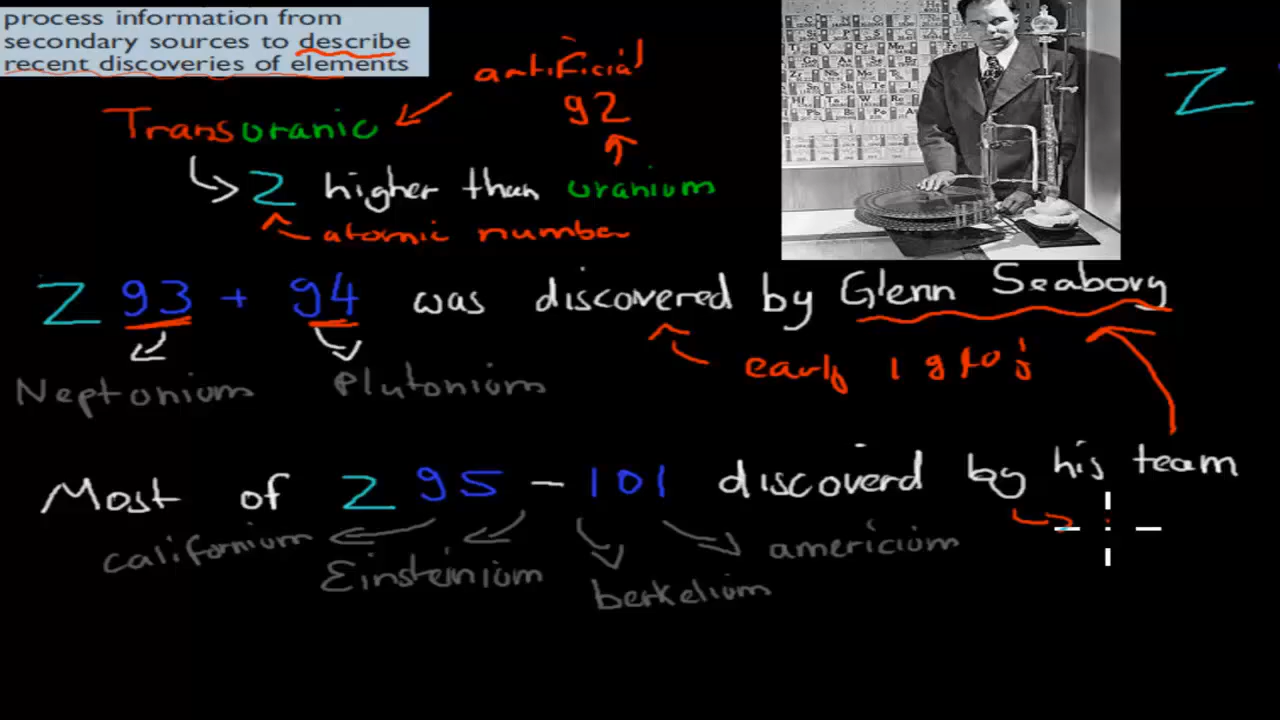 process information from
secondary sources to describe
recent discoveries of elements
artificial
92
Transuranic
Z higher than uranium
atomic number
Z
Z 93 + 94 was discovered by Glenn Seaborg
early 1940s
Neptonium
Plutonium
Most of Z 95 - 101 discoverd by his team
californium
Einsteinium
berkelium
americium